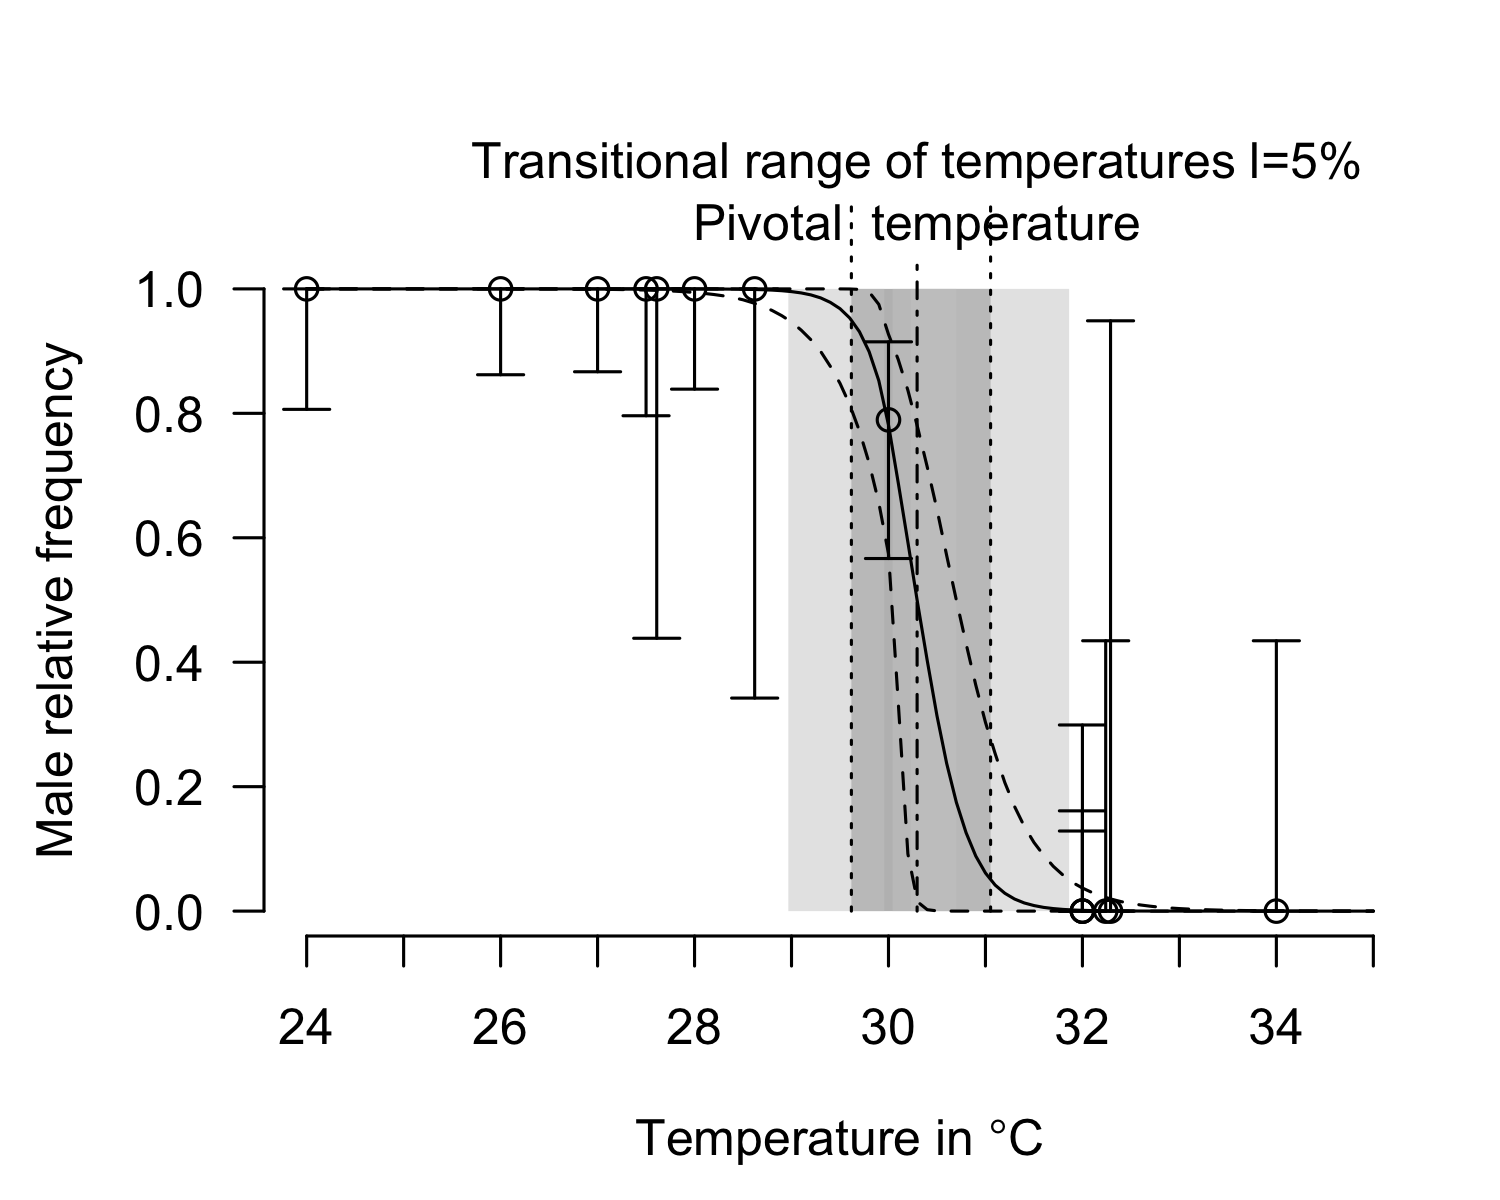 Transitional range of temperatures l=5%
Pivotal temperature
1.0
0.8
0.6
0.4
0.2
0.0
Male relative frequency
24 26 28 30 32 34
Temperature in °C